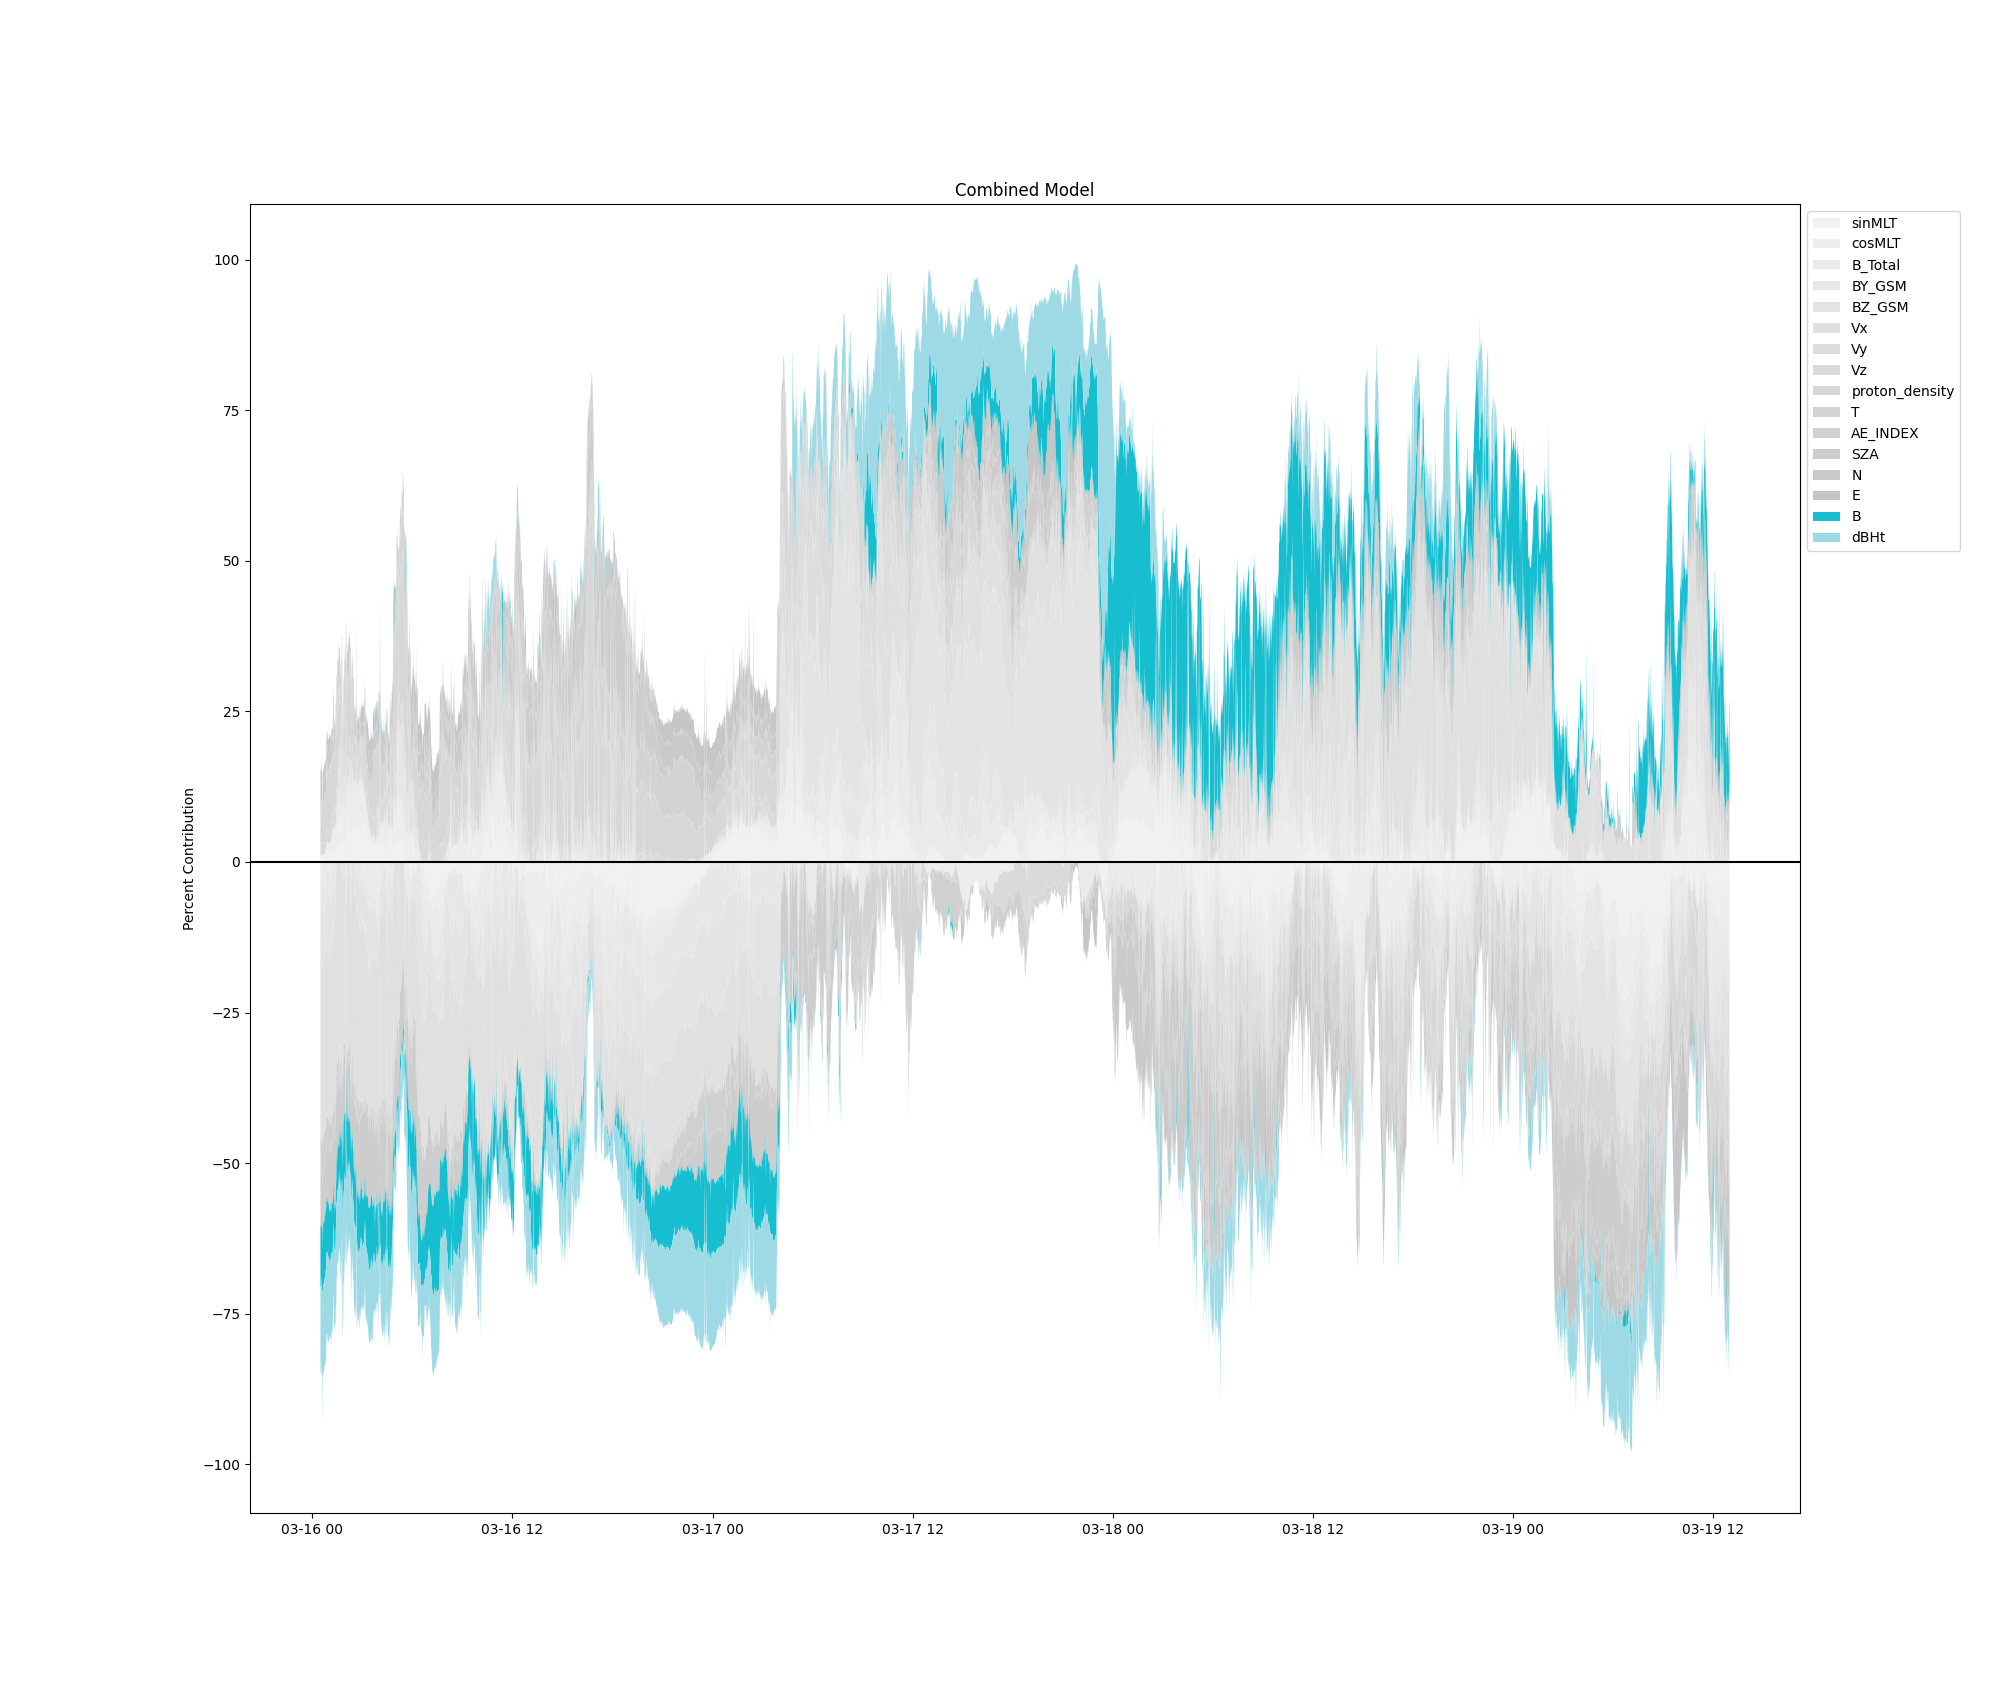 Combined Model
100
75
50
25
0
−25
−50
−75
−100
Percent Contribution
03-16 00
03-16 12
03-17 00
03-17 12
03-18 00
03-18 12
03-19 00
03-19 12
sinMLT
cosMLT
B_Total
BY_GSM
BZ_GSM
Vx
Vy
Vz
proton_density
T
AE_INDEX
SZA
N
E
B
dBHt